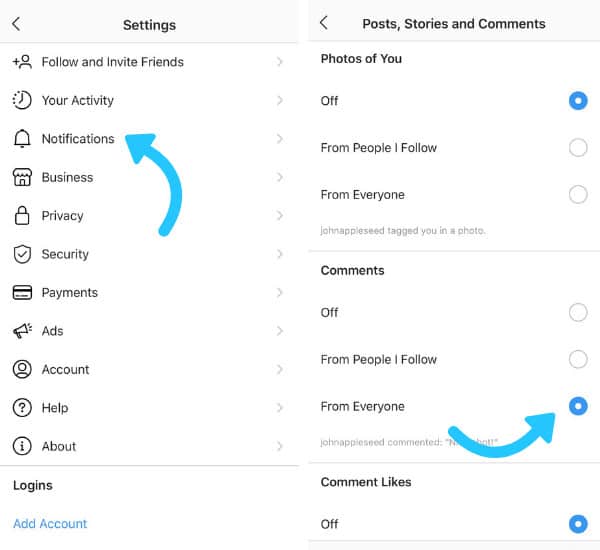 Settings
Follow and Invite Friends
Your Activity
Notifications
Business
Privacy
Security
Payments
Ads
Account
Help
About
Logins
Add Account
Posts, Stories and Comments
Photos of You
Off
From People I Follow
From Everyone
johnappleseed tagged you in a photo.
Comments
Off
From People I Follow
From Everyone
johnappleseed commented: "N hot!"
Comment Likes
Off